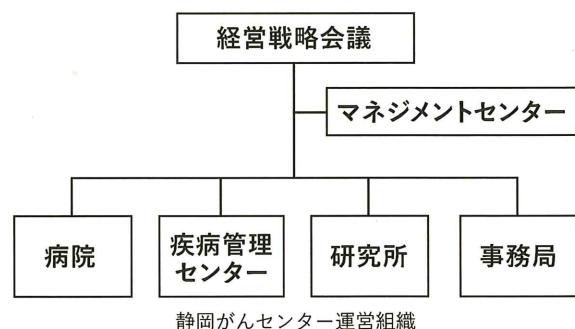 経営戦略会議
マネジメントセンター
病院
疾病管理
センター
研究所
事務局
静岡がんセンター運営組織